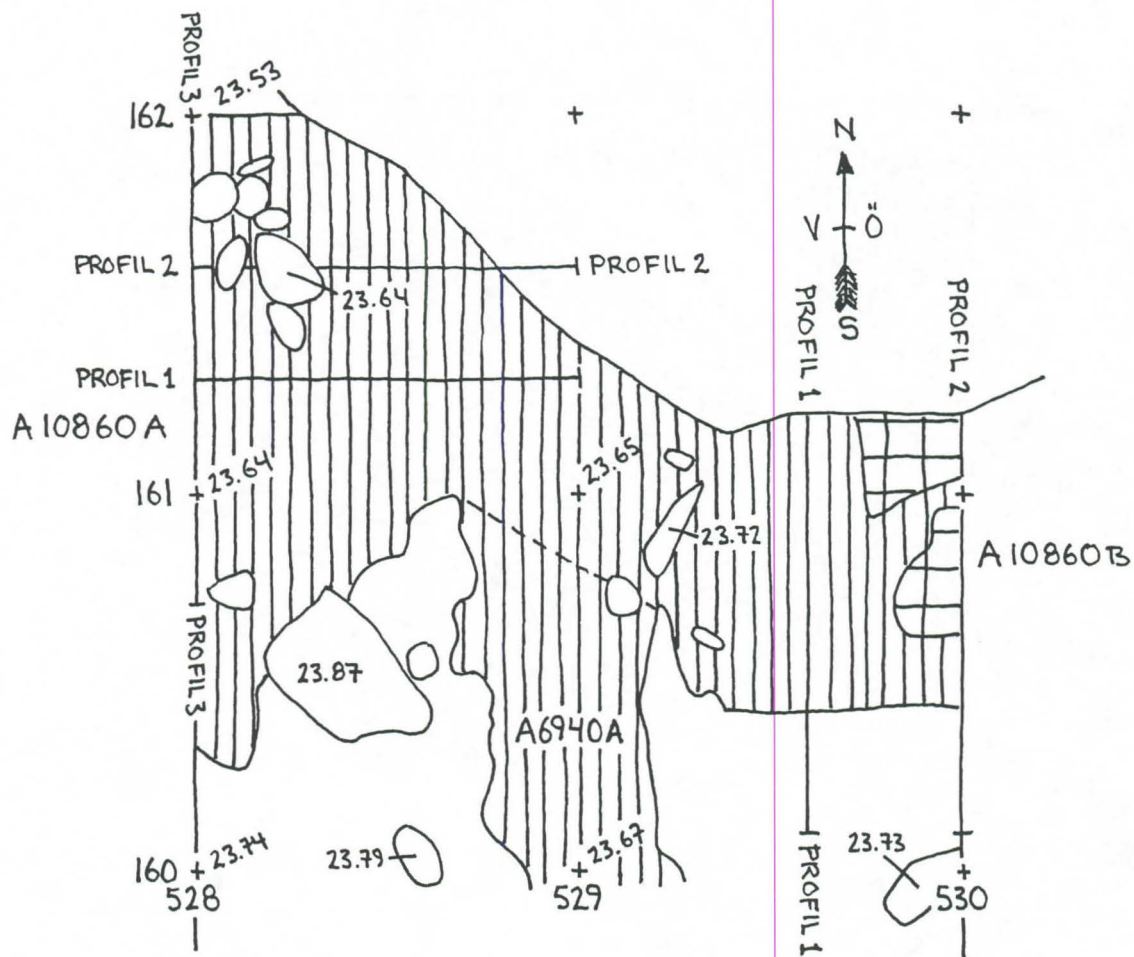 PROFIL 3
23.53
162
N
V Ö
S
PROFIL 2
PROFIL 2
23.64
PROFIL 1
PROFIL 1
PROFIL 2
A10860A
23.64
23.65
161
23.72
A10860B
PROFIL 3
23.87
A6940A
23.74
23.79
23.67
23.73
160
528
529
530
PROFIL 1